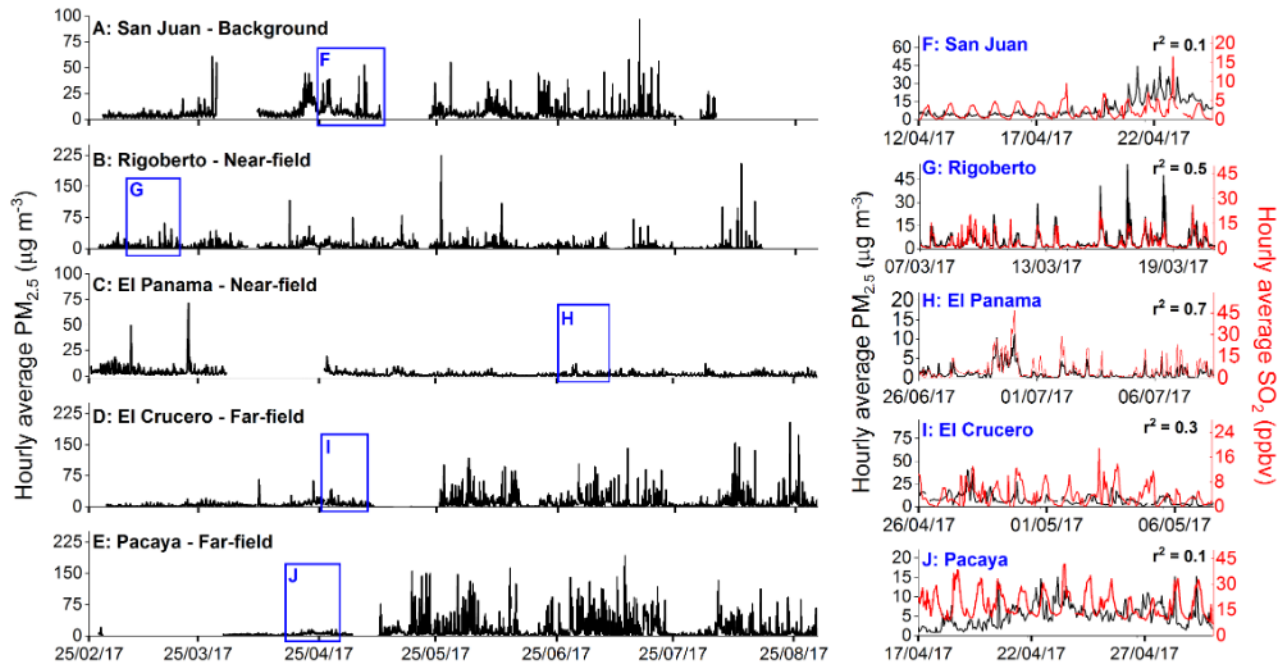 Hourly average PM2.5 (µg m-3)
A: San Juan - Background
F
100
75
50
25
0
B: Rigoberto - Near-field
G
225
150
75
0
C: El Panama - Near-field
H
100
75
50
25
0
D: El Crucero - Far-field
I
225
150
75
0
E: Pacaya - Far-field
J
225
150
75
0
25/02/17 25/03/17 25/04/17 25/05/17 25/06/17 25/07/17 25/08/17
Hourly average PM2.5 (µg m-3)
Hourly average SO2 (ppbv)
F: San Juan r2 = 0.1
60
45
30
15
0
20
15
10
5
0
12/04/17 17/04/17 22/04/17
G: Rigoberto r2 = 0.5
45
30
15
0
45
30
15
0
07/03/17 13/03/17 19/03/17
H: El Panama r2 = 0.7
20
15
10
5
0
45
30
15
0
26/06/17 01/07/17 06/07/17
I: El Crucero r2 = 0.3
75
50
25
0
24
16
8
0
26/04/17 01/05/17 06/05/17
J: Pacaya r2 = 0.1
20
15
10
5
0
45
30
15
0
17/04/17 22/04/17 27/04/17